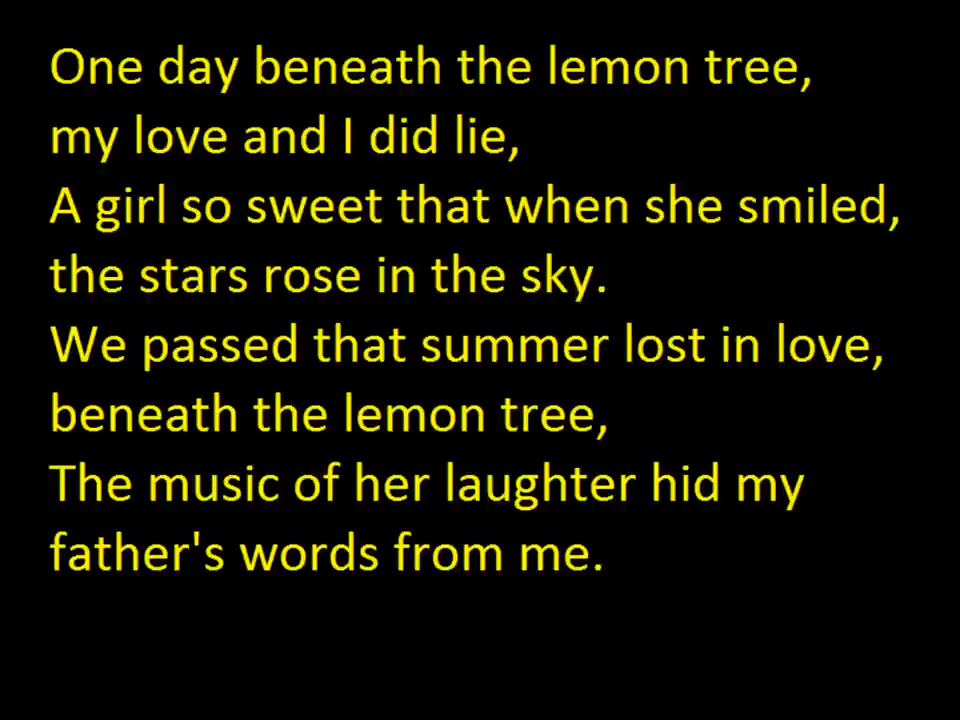 One day beneath the lemon tree,
my love and I did lie,
A girl so sweet that when she smiled,
the stars rose in the sky.
We passed that summer lost in love,
beneath the lemon tree,
The music of her laughter hid my
father's words from me.